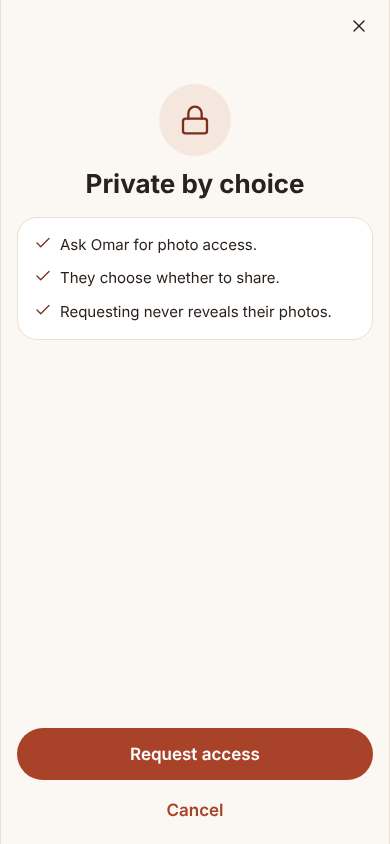 Private by choice
Ask Omar for photo access.
They choose whether to share.
Requesting never reveals their photos.
Request access
Cancel